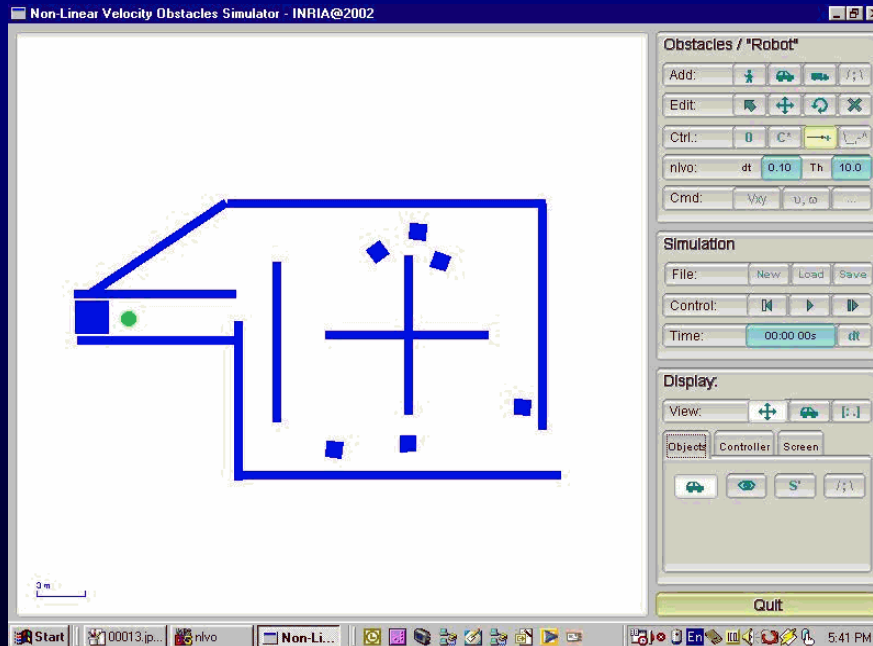 Non-Linear Velocity Obstacles Simulator - INRIA@2002
Obstacles / "Robot"
Add: /;\
Edit:
Ctrl.: 0 C*
nlvo: dt 0.10 Th 10.0
Cmd: Vxy υ, ω ...
Simulation
File: New Load Save
Control:
Time: 00:00 00s dt
Display:
View: [:.]
Objects Controller Screen
S* /;\
3 m
Quit
Start 100013.jp... nlvo Non-Li... En 5:41 PM